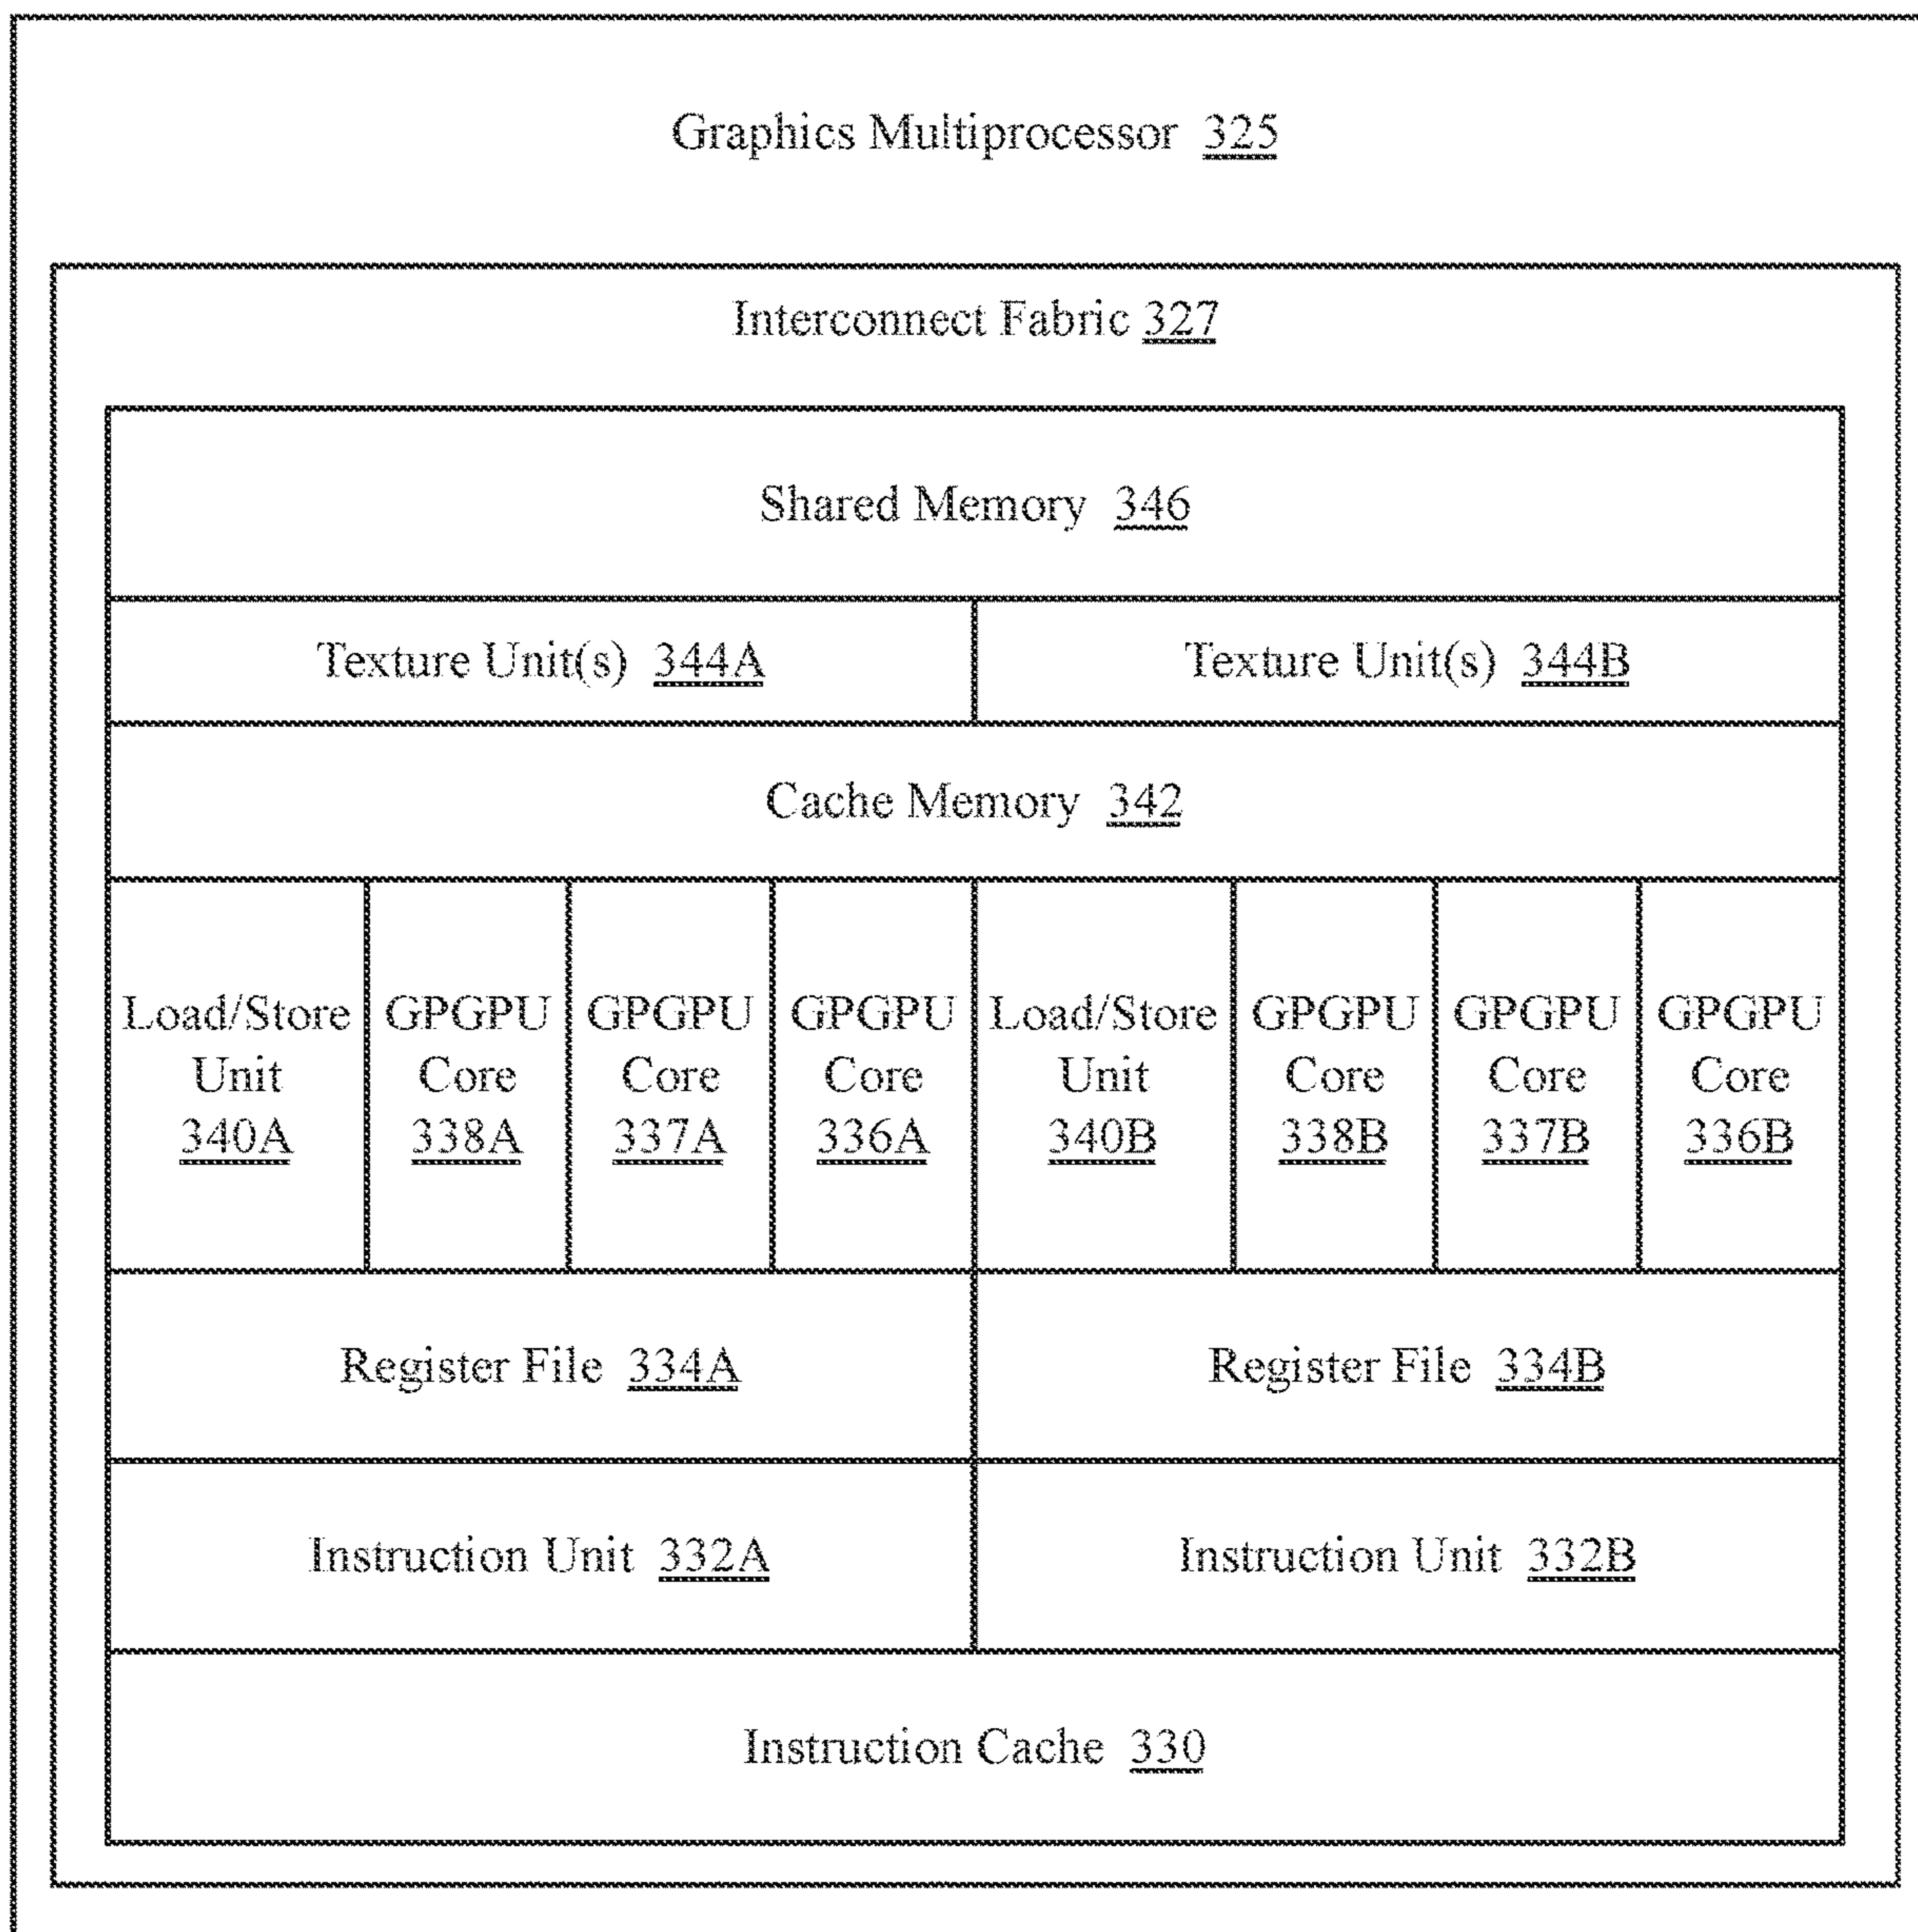 Graphics Multiprocessor 325
Interconnect Fabric 327
Shared Memory 346
Texture Unit(s) 344A
Texture Unit(s) 344B
Cache Memory 342
Load/Store
Unit
340A
GPGPU
Core
338A
GPGPU
Core
337A
GPGPU
Core
336A
Load/Store
Unit
340B
GPGPU
Core
338B
GPGPU
Core
337B
GPGPU
Core
336B
Register File 334A
Register File 334B
Instruction Unit 332A
Instruction Unit 332B
Instruction Cache 330